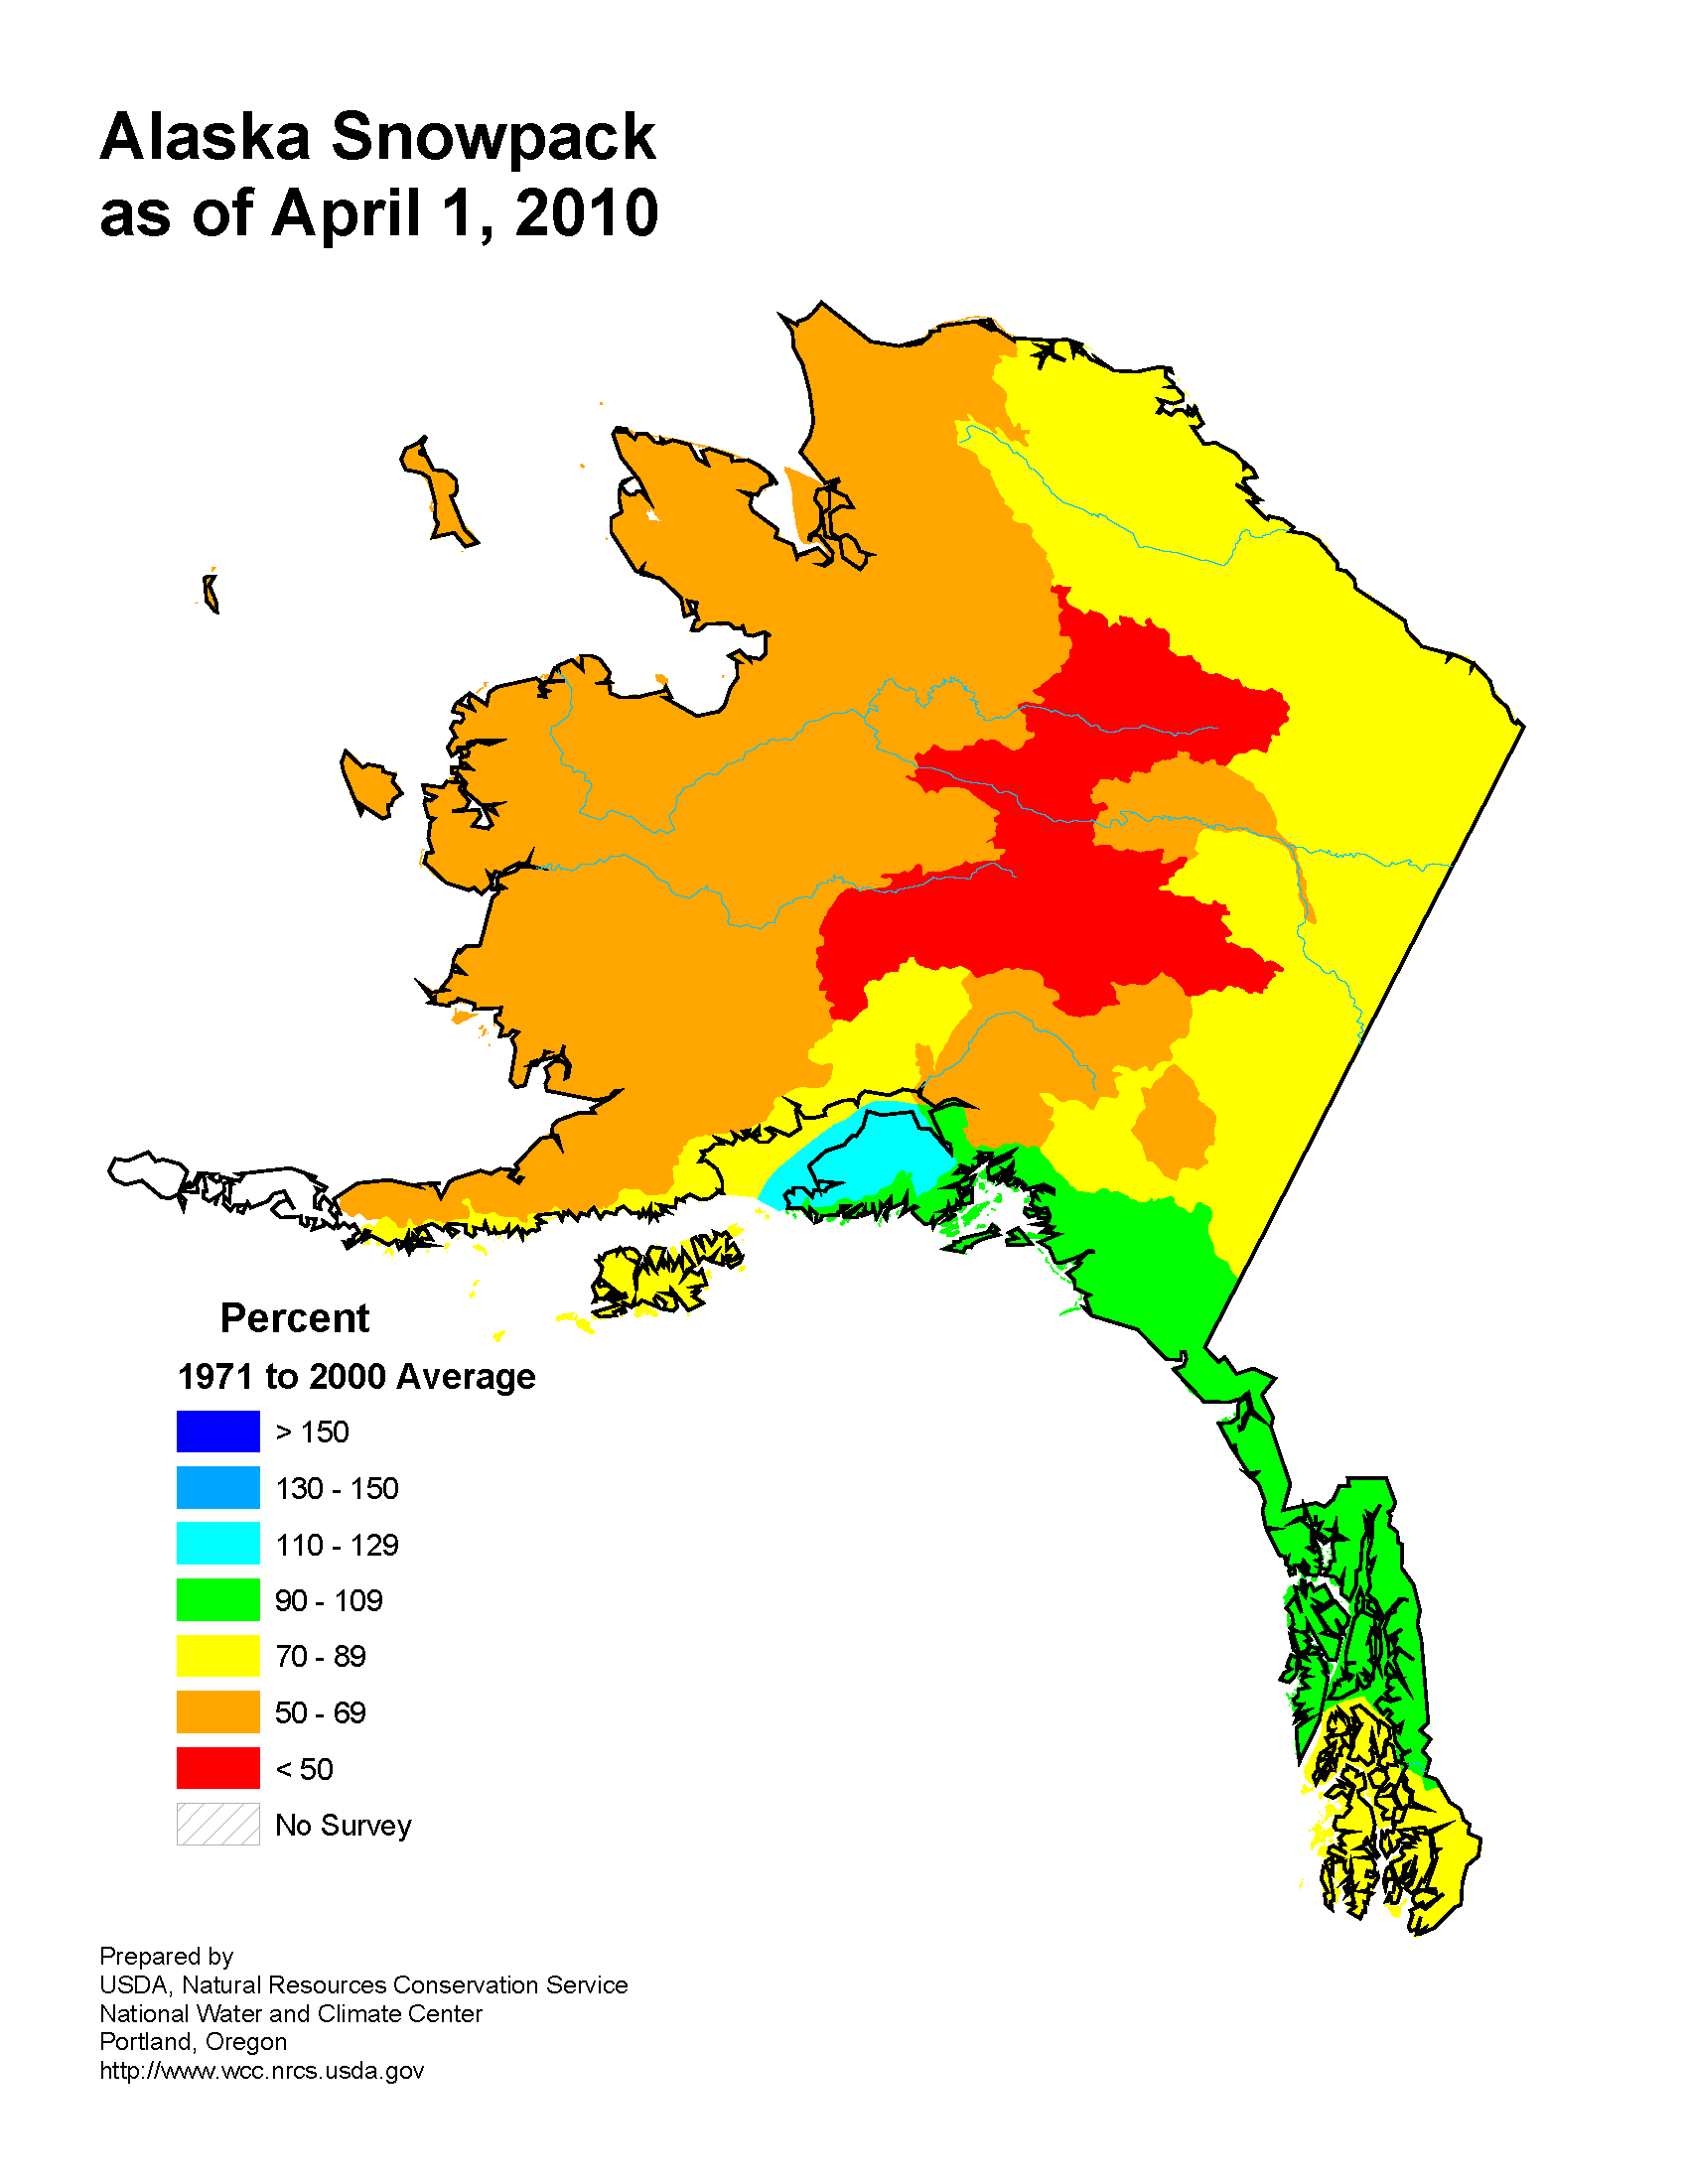 Alaska Snowpack
as of April 1, 2010
Percent
1971 to 2000 Average
> 150
130 - 150
110 - 129
90 - 109
70 - 89
50 - 69
< 50
No Survey
Prepared by
USDA, Natural Resources Conservation Service
National Water and Climate Center
Portland, Oregon
http://www.wcc.nrcs.usda.gov